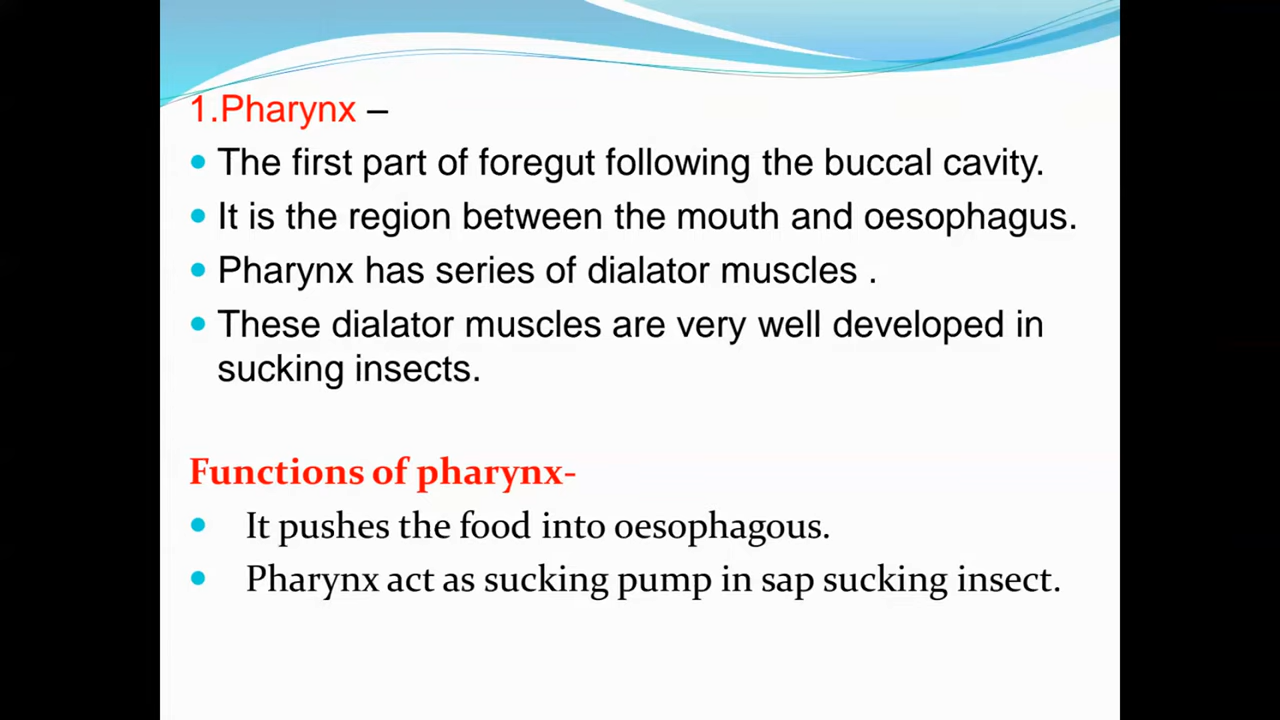 1.Pharynx –
• The first part of foregut following the buccal cavity.
• It is the region between the mouth and oesophagus.
• Pharynx has series of dialator muscles .
• These dialator muscles are very well developed in
sucking insects.
Functions of pharynx-
• It pushes the food into oesophagous.
• Pharynx act as sucking pump in sap sucking insect.